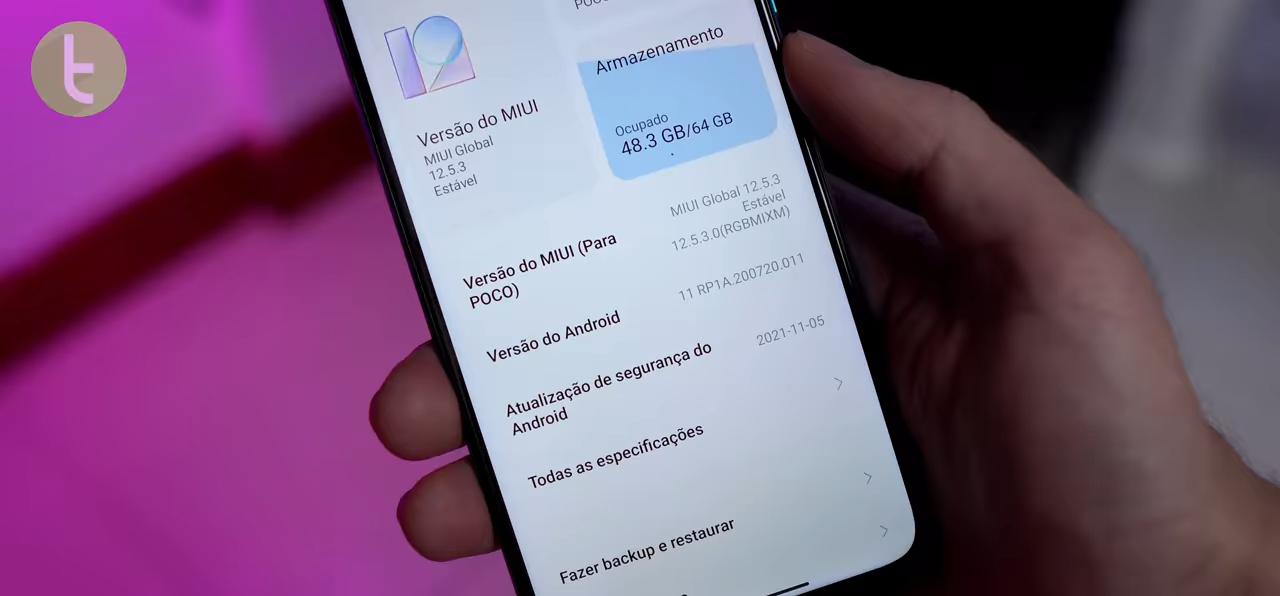 t
POCO
Armazenamento
Ocupado
48.3 GB/64 GB
Versão do MIUI
MIUI Global
12.5.3
Estável
Versão do MIUI (Para
POCO)
MIUI Global 12.5.3
Estável
12.5.3.0(RGBMIXM)
Versão do Android
11 RP1A.200720.011
Atualização de segurança do
Android
2021-11-05
Todas as especificações
Fazer backup e restaurar